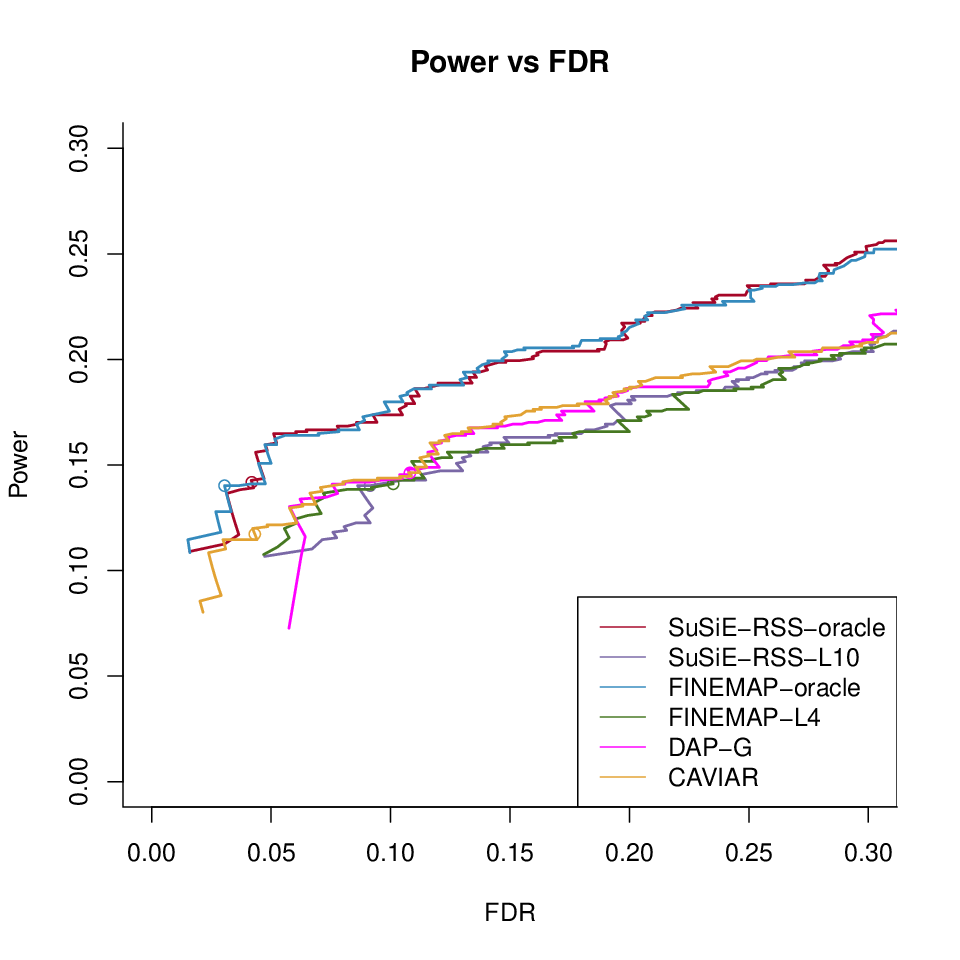 Power vs FDR
Power
0.30
0.25
0.20
0.15
0.10
0.05
0.00
SuSiE−RSS−oracle
SuSiE−RSS−L10
FINEMAP−oracle
FINEMAP−L4
DAP−G
CAVIAR
0.00 0.05 0.10 0.15 0.20 0.25 0.30
FDR